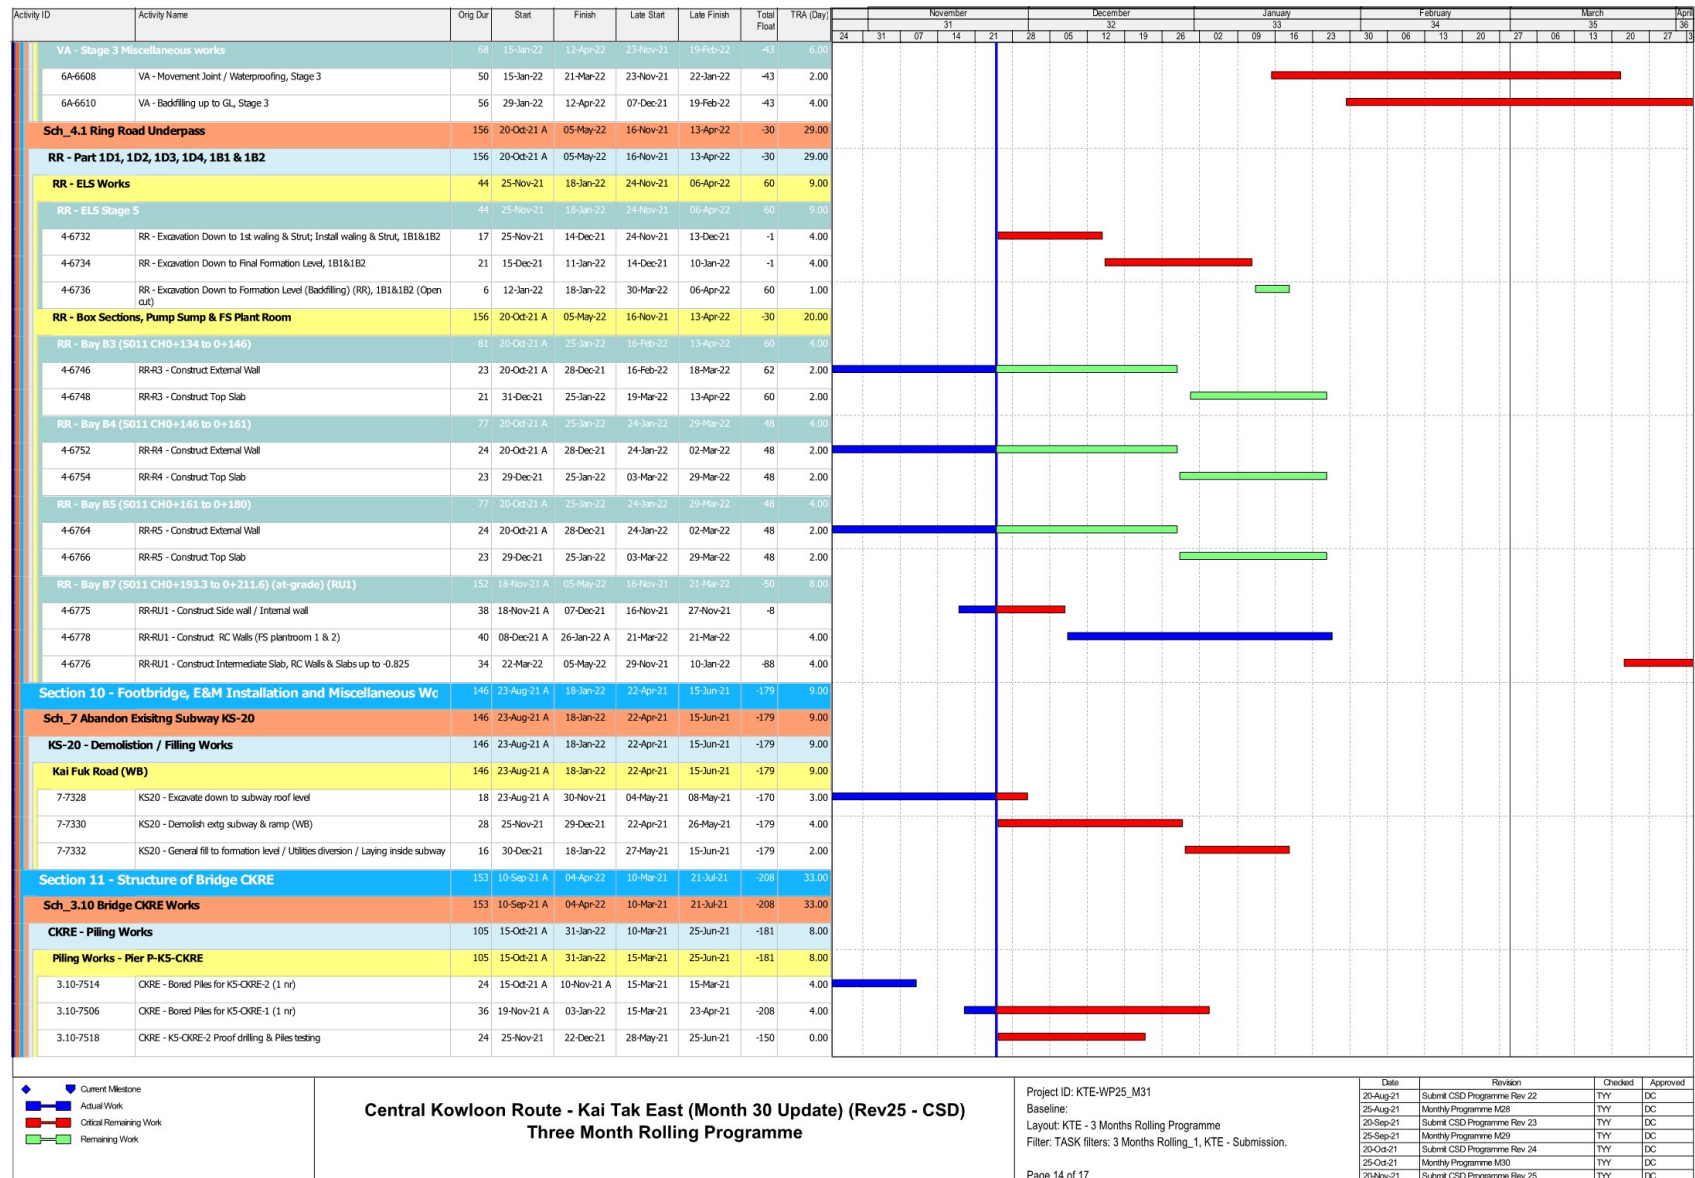 Activity ID Activity Name Orig Dur Start Finish Late Start Late Finish Total Float TRA (Day) November December January February March April
31 32 33 34 35 36
24 31 07 14 21 28 05 12 19 26 02 09 16 23 30 06 13 20 27 06 13 20 27 3
VA - Stage 3 Miscellaneous works 68 15-Jan-22 12-Apr-22 23-Nov-21 19-Feb-22 -43 6.00
6A-6608 VA - Movement Joint / Waterproofing, Stage 3 50 15-Jan-22 21-Mar-22 23-Nov-21 22-Jan-22 -43 2.00
6A-6610 VA - Backfilling up to GL, Stage 3 56 29-Jan-22 12-Apr-22 07-Dec-21 19-Feb-22 -43 4.00
Sch_4.1 Ring Road Underpass 156 20-Oct-21 A 05-May-22 16-Nov-21 13-Apr-22 -30 29.00
RR - Part 1D1, 1D2, 1D3, 1D4, 1B1 & 1B2 156 20-Oct-21 A 05-May-22 16-Nov-21 13-Apr-22 -30 29.00
RR - ELS Works 44 25-Nov-21 18-Jan-22 24-Nov-21 06-Apr-22 60 9.00
RR - ELS Stage 5 44 25-Nov-21 18-Jan-22 24-Nov-21 06-Apr-22 60 9.00
4-6732 RR - Excavation Down to 1st waling & Strut; Install waling & Strut, 1B1&1B2 17 25-Nov-21 14-Dec-21 24-Nov-21 13-Dec-21 -1 4.00
4-6734 RR - Excavation Down to Final Formation Level, 1B1&1B2 21 15-Dec-21 11-Jan-22 14-Dec-21 10-Jan-22 -1 4.00
4-6736 RR - Excavation Down to Formation Level (Backfilling) (RR), 1B1&1B2 (Open cut) 6 12-Jan-22 18-Jan-22 30-Mar-22 06-Apr-22 60 1.00
RR - Box Sections, Pump Sump & FS Plant Room 156 20-Oct-21 A 05-May-22 16-Nov-21 13-Apr-22 -30 20.00
RR - Bay B3 (S011 CH0+134 to 0+146) 81 20-Oct-21 A 25-Jan-22 16-Feb-22 13-Apr-22 60 4.00
4-6746 RR-R3 - Construct External Wall 23 20-Oct-21 A 28-Dec-21 16-Feb-22 18-Mar-22 62 2.00
4-6748 RR-R3 - Construct Top Slab 21 31-Dec-21 25-Jan-22 19-Mar-22 13-Apr-22 60 2.00
RR - Bay B4 (S011 CH0+146 to 0+161) 77 20-Oct-21 A 25-Jan-22 24-Jan-22 29-Mar-22 48 4.00
4-6752 RR-R4 - Construct External Wall 24 20-Oct-21 A 28-Dec-21 24-Jan-22 02-Mar-22 48 2.00
4-6754 RR-R4 - Construct Top Slab 23 29-Dec-21 25-Jan-22 03-Mar-22 29-Mar-22 48 2.00
RR - Bay B5 (S011 CH0+161 to 0+180) 77 20-Oct-21 A 25-Jan-22 24-Jan-22 29-Mar-22 48 4.00
4-6764 RR-R5 - Construct External Wall 24 20-Oct-21 A 28-Dec-21 24-Jan-22 02-Mar-22 48 2.00
4-6766 RR-R5 - Construct Top Slab 23 29-Dec-21 25-Jan-22 03-Mar-22 29-Mar-22 48 2.00
RR - Bay B7 (S011 CH0+193.3 to 0+211.6) (at-grade) (RU1) 152 18-Nov-21 A 05-May-22 16-Nov-21 21-Mar-22 -50 8.00
4-6775 RR-RU1 - Construct Side wall / Internal wall 38 18-Nov-21 A 07-Dec-21 16-Nov-21 27-Nov-21 -8
4-6778 RR-RU1 - Construct RC Walls (FS plantroom 1 & 2) 40 08-Dec-21 A 26-Jan-22 A 21-Mar-22 21-Mar-22 4.00
4-6776 RR-RU1 - Construct Intermediate Slab, RC Walls & Slabs up to -0.825 34 22-Mar-22 05-May-22 29-Nov-21 10-Jan-22 -88 4.00
Section 10 - Footbridge, E&M Installation and Miscellaneous Wc 146 23-Aug-21 A 18-Jan-22 22-Apr-21 15-Jun-21 -179 9.00
Sch_7 Abandon Exisitng Subway KS-20 146 23-Aug-21 A 18-Jan-22 22-Apr-21 15-Jun-21 -179 9.00
KS-20 - Demolistion / Filling Works 146 23-Aug-21 A 18-Jan-22 22-Apr-21 15-Jun-21 -179 9.00
Kai Fuk Road (WB) 146 23-Aug-21 A 18-Jan-22 22-Apr-21 15-Jun-21 -179 9.00
7-7328 KS20 - Excavate down to subway roof level 18 23-Aug-21 A 30-Nov-21 04-May-21 08-May-21 -170 3.00
7-7330 KS20 - Demolish extg subway & ramp (WB) 28 25-Nov-21 29-Dec-21 22-Apr-21 26-May-21 -179 4.00
7-7332 KS20 - General fill to formation level / Utilities diversion / Laying inside subway 16 30-Dec-21 18-Jan-22 27-May-21 15-Jun-21 -179 2.00
Section 11 - Structure of Bridge CKRE 153 10-Sep-21 A 04-Apr-22 10-Mar-21 21-Jul-21 -208 33.00
Sch_3.10 Bridge CKRE Works 153 10-Sep-21 A 04-Apr-22 10-Mar-21 21-Jul-21 -208 33.00
CKRE - Piling Works 105 15-Oct-21 A 31-Jan-22 10-Mar-21 25-Jun-21 -181 8.00
Piling Works - Pier P-K5-CKRE 105 15-Oct-21 A 31-Jan-22 15-Mar-21 25-Jun-21 -181 8.00
3.10-7514 CKRE - Bored Piles for K5-CKRE-2 (1 nr) 24 15-Oct-21 A 10-Nov-21 A 15-Mar-21 15-Mar-21 4.00
3.10-7506 CKRE - Bored Piles for K5-CKRE-1 (1 nr) 36 19-Nov-21 A 03-Jan-22 15-Mar-21 23-Apr-21 -208 4.00
3.10-7518 CKRE - K5-CKRE-2 Proof drilling & Piles testing 24 25-Nov-21 22-Dec-21 28-May-21 25-Jun-21 -150 0.00
Current Milestone
Actual Work
Critical Remaining Work
Remaining Work
Central Kowloon Route - Kai Tak East (Month 30 Update) (Rev25 - CSD)
Three Month Rolling Programme
Project ID: KTE-WP25_M31
Baseline:
Layout: KTE - 3 Months Rolling Programme
Filter: TASK filters: 3 Months Rolling_1, KTE - Submission.
Page 14 of 17
Date Revision Checked Approved
20-Aug-21 Submit CSD Programme Rev 22 TYY DC
25-Aug-21 Monthly Programme M28 TYY DC
20-Sep-21 Submit CSD Programme Rev 23 TYY DC
25-Sep-21 Monthly Programme M29 TYY DC
20-Oct-21 Submit CSD Programme Rev 24 TYY DC
25-Oct-21 Monthly Programme M30 TYY DC
20-Nov-21 Submit CSD Programme Rev 25 TYY DC